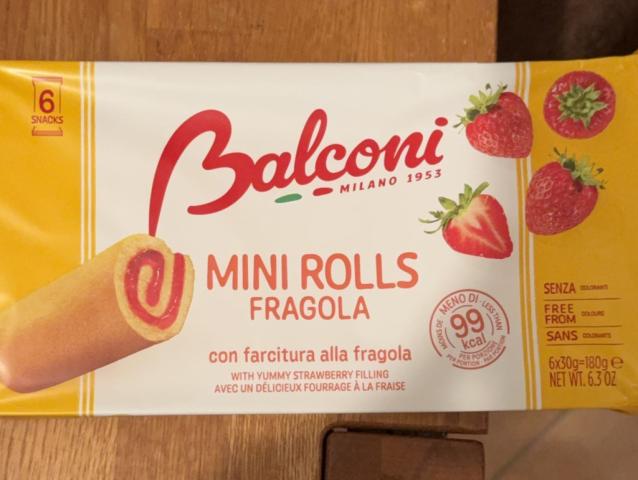 6
SNACKS
Balconi
MILANO 1953
MINI ROLLS
FRAGOLA
con farcitura alla fragola
WITH YUMMY STRAWBERRY FILLING
AVEC UN DÉLICIEUX FOURRAGE À LA FRAISE
MENO DI · LESS THAN
MOINS DE
99
kcal
PER PORZIONE
PER PORTION · PAR PORTION
SENZA COLORANTI
FREE FROM COLOURS
SANS COLORANTS
6x30g=180g e
NET WT. 6.3 OZ